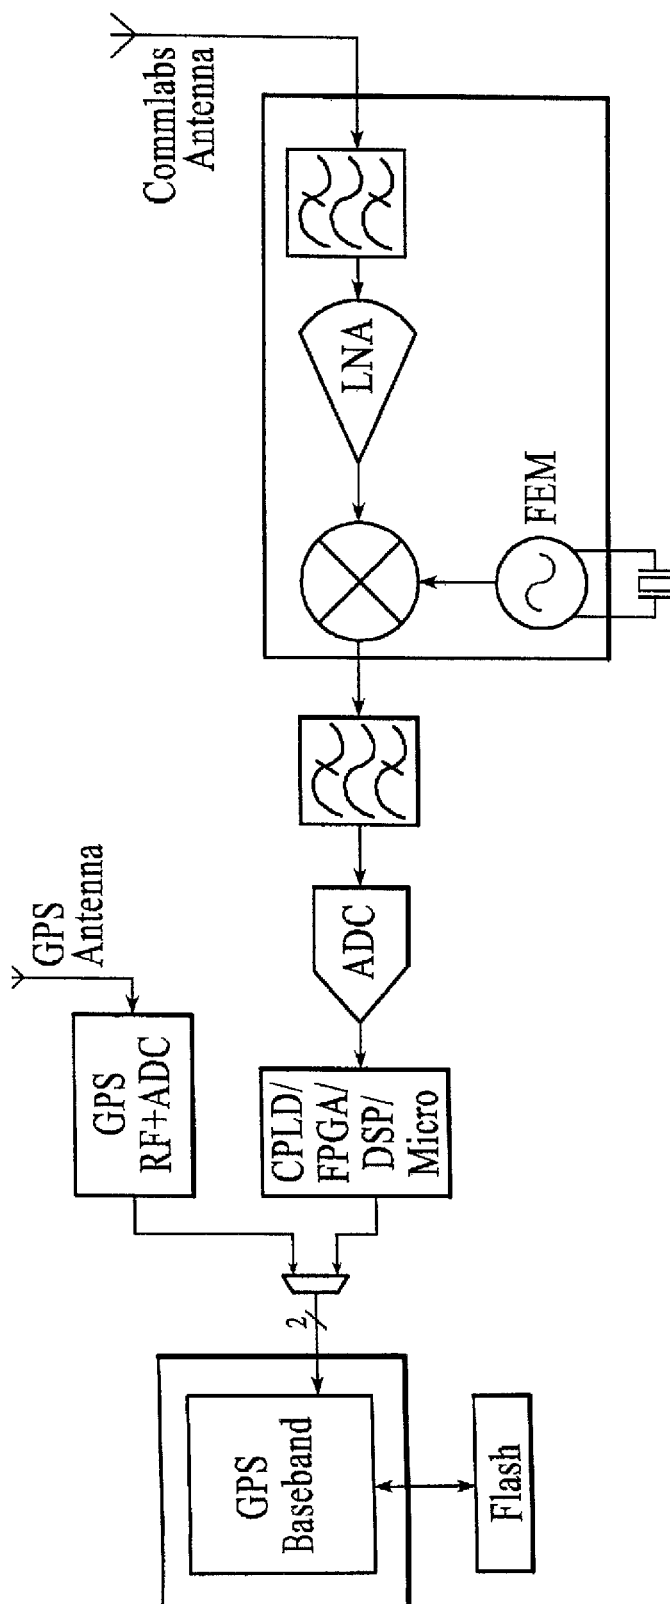 Commlabs
Antenna
LNA
FEM
GPS
Antenna
ADC
GPS
RF+ADC
CPLD/
FPGA/
DSP/
Micro
2
GPS
Baseband
Flash